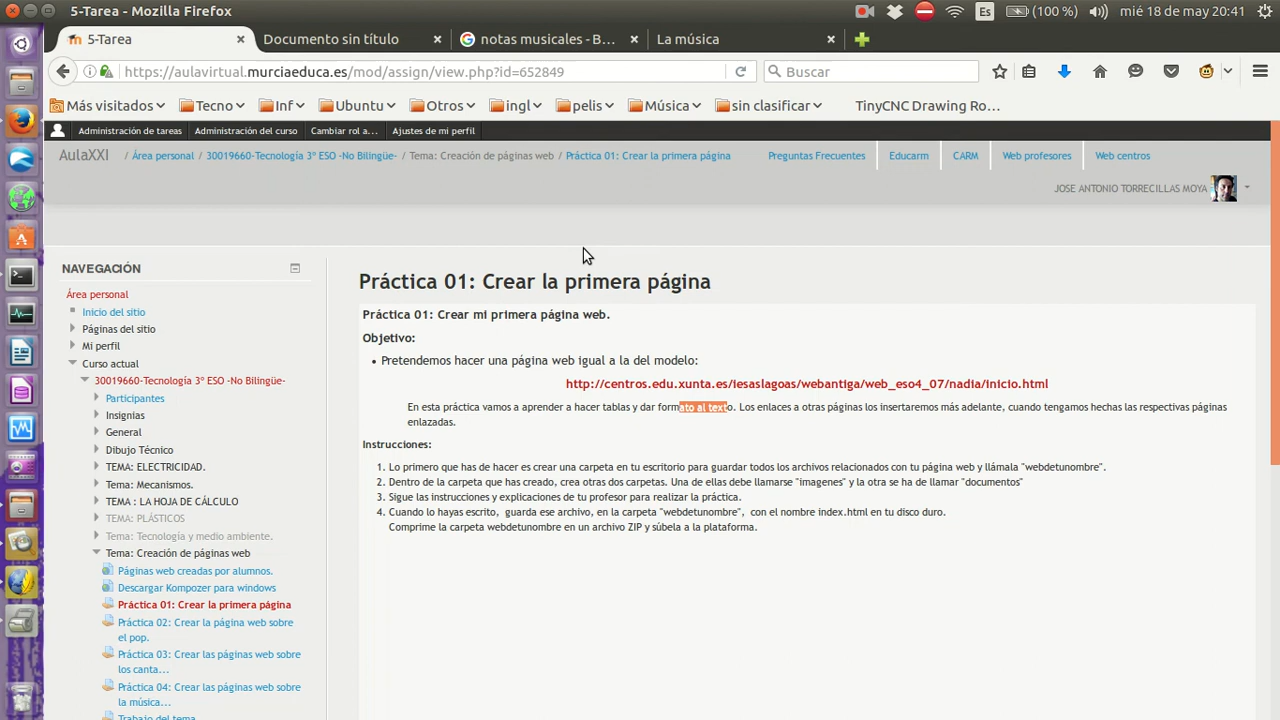 5-Tarea - Mozilla Firefox
Es
(100 %)
mié 18 de may 20:41
5-Tarea
Documento sin título
notas musicales - B...
La música
https://aulavirtual.murciaeduca.es/mod/assign/view.php?id=652849
Buscar
Más visitados
Tecno
Inf
Ubuntu
Otros
ingl
pelis
Música
sin clasificar
TinyCNC Drawing Ro...
Administración de tareas
Administración del curso
Cambiar rol a...
Ajustes de mi perfil
AulaXXI
/ Área personal / 30019660-Tecnología 3º ESO -No Bilingüe- / Tema: Creación de páginas web / Práctica 01: Crear la primera página
Preguntas Frecuentes
Educarm
CARM
Web profesores
Web centros
JOSE ANTONIO TORRECILLAS MOYA
NAVEGACIÓN
Área personal
Inicio del sitio
Páginas del sitio
Mi perfil
Curso actual
30019660-Tecnología 3º ESO -No Bilingüe-
Participantes
Insignias
General
Dibujo Técnico
TEMA: ELECTRICIDAD.
Tema: Mecanismos.
TEMA : LA HOJA DE CÁLCULO
TEMA: PLÁSTICOS
Tema: Tecnología y medio ambiente.
Tema: Creación de páginas web
Páginas web creadas por alumnos.
Descargar Kompozer para windows
Práctica 01: Crear la primera página
Práctica 02: Crear la página web sobre
el pop.
Práctica 03: Crear las páginas web sobre
los canta...
Práctica 04: Crear las páginas web sobre
la música...
Trabajo del tema
Práctica 01: Crear la primera página
Práctica 01: Crear mi primera página web.
Objetivo:
• Pretendemos hacer una página web igual a la del modelo:
http://centros.edu.xunta.es/iesaslagoas/webantiga/web_eso4_07/nadia/inicio.html
En esta práctica vamos a aprender a hacer tablas y dar formato al texto. Los enlaces a otras páginas los insertaremos más adelante, cuando tengamos hechas las respectivas páginas
enlazadas.
Instrucciones:
1. Lo primero que has de hacer es crear una carpeta en tu escritorio para guardar todos los archivos relacionados con tu página web y llámala "webdetunombre".
2. Dentro de la carpeta que has creado, crea otras dos carpetas. Una de ellas debe llamarse "imagenes" y la otra se ha de llamar "documentos"
3. Sigue las instrucciones y explicaciones de tu profesor para realizar la práctica.
4. Cuando lo hayas escrito, guarda ese archivo, en la carpeta "webdetunombre", con el nombre index.html en tu disco duro.
Comprime la carpeta webdetunombre en un archivo ZIP y súbela a la plataforma.